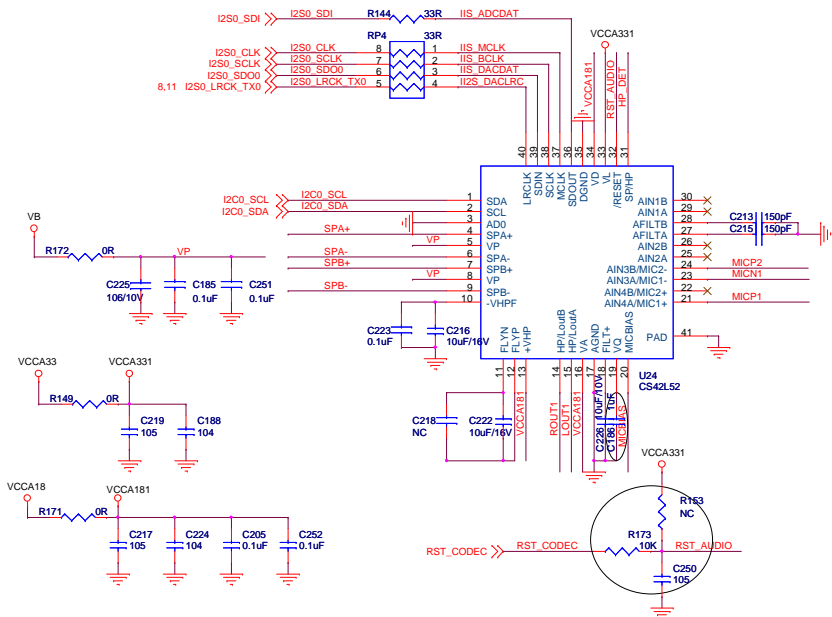 I2S0_SDI I2S0_SDI R144 33R IIS_ADCDAT
RP4 33R VCCA331
I2S0_CLK I2S0_CLK 8 1 IIS_MCLK
I2S0_SCLK I2S0_SCLK 7 2 IIS_BCLK
I2S0_SDO0 I2S0_SDO0 6 3 IIS_DACDAT
8,11 I2S0_LRCK_TX0 I2S0_LRCK_TX0 5 4 II2S_DACLRC
VCCA181 RST_AUDIO HP_DET
40 39 38 37 36 35 34 33 32 31
LRCLK SDIN SCLK MCLK SDOUT DGND VD VL /RESET SP/HP
I2C0_SCL I2C0_SCL 1 SDA
I2C0_SDA I2C0_SDA 2 SCL
3 AD0
SPA+ 4 SPA+
VP 5 VP
SPA- 6 SPA-
SPB+ 7 SPB+
VP 8 VP
SPB- 9 SPB-
10 -VHPF
AIN1B 30
AIN1A 29
AFILTB 28 C213 150pF
AFILTA 27 C215 150pF
AIN2B 26
AIN2A 25
AIN3B/MIC2- 24 MICP2
AIN3A/MIC1- 23 MICN1
AIN4B/MIC2+ 22
AIN4A/MIC1+ 21 MICP1
PAD 41
U24
CS42L52
FLYN FLYP +VHP HP/LoutB HP/LoutA VA AGND FILT+ VQ MICBIAS
11 12 13 14 15 16 17 18 19 20
VCCA181 ROUT1 LOUT1 VCCA181 MICBIAS
C226 10uF/10V
C186 1uF
C223
0.1uF
C216
10uF/16V
C218
NC
C222
10uF/16V
VB
R172 0R VP
C225
106/10V
C185
0.1uF
C251
0.1uF
VCCA33 VCCA331
R149 0R
C219
105
C188
104
VCCA18 VCCA181
R171 0R
C217
105
C224
104
C205
0.1uF
C252
0.1uF
VCCA331
R153
NC
RST_CODEC RST_CODEC R173 RST_AUDIO
10K
C250
105